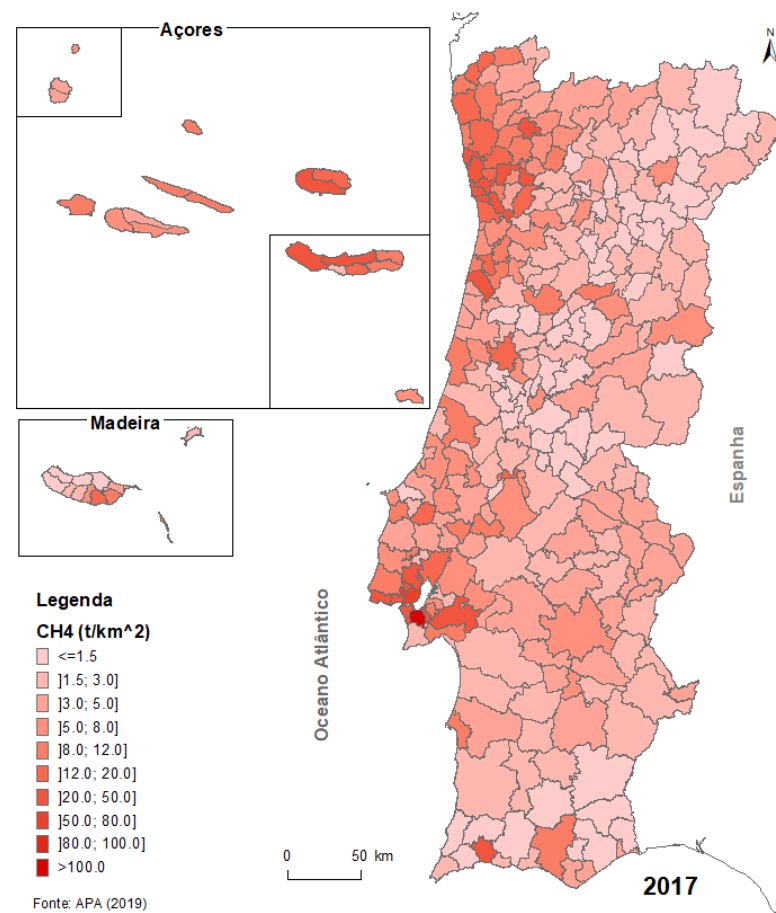 Açores
N
Madeira
Espanha
Oceano Atlântico
Legenda
CH4 (t/km^2)
<=1.5
]1.5; 3.0]
]3.0; 5.0]
]5.0; 8.0]
]8.0; 12.0]
]12.0; 20.0]
]20.0; 50.0]
]50.0; 80.0]
]80.0; 100.0]
>100.0
0 50 km
2017
Fonte: APA (2019)